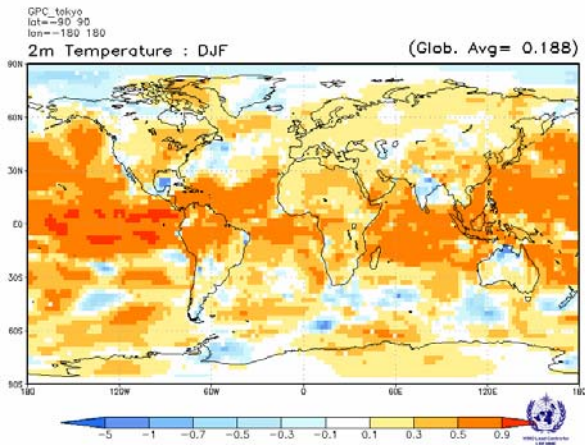 GPC_tokyo
lat=-90 90
lon=-180 180
2m Temperature : DJF (Glob. Avg= 0.188)
90N
60N
30N
EQ
30S
60S
90S
180 120W 60W 0 60E 120E 180
-5 -1 -0.7 -0.5 -0.3 -0.1 0.1 0.3 0.5 0.9